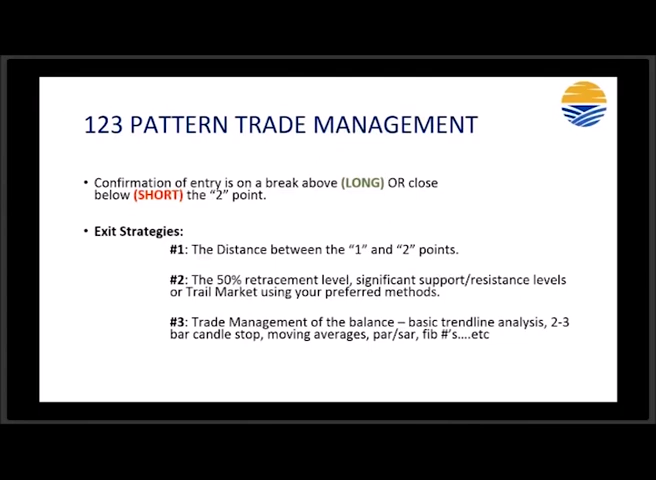 123 PATTERN TRADE MANAGEMENT
• Confirmation of entry is on a break above (LONG) OR close
below (SHORT) the “2” point.
• Exit Strategies:
#1: The Distance between the “1” and “2” points.
#2: The 50% retracement level, significant support/resistance levels
or Trail Market using your preferred methods.
#3: Trade Management of the balance – basic trendline analysis, 2-3
bar candle stop, moving averages, par/sar, fib #’s….etc